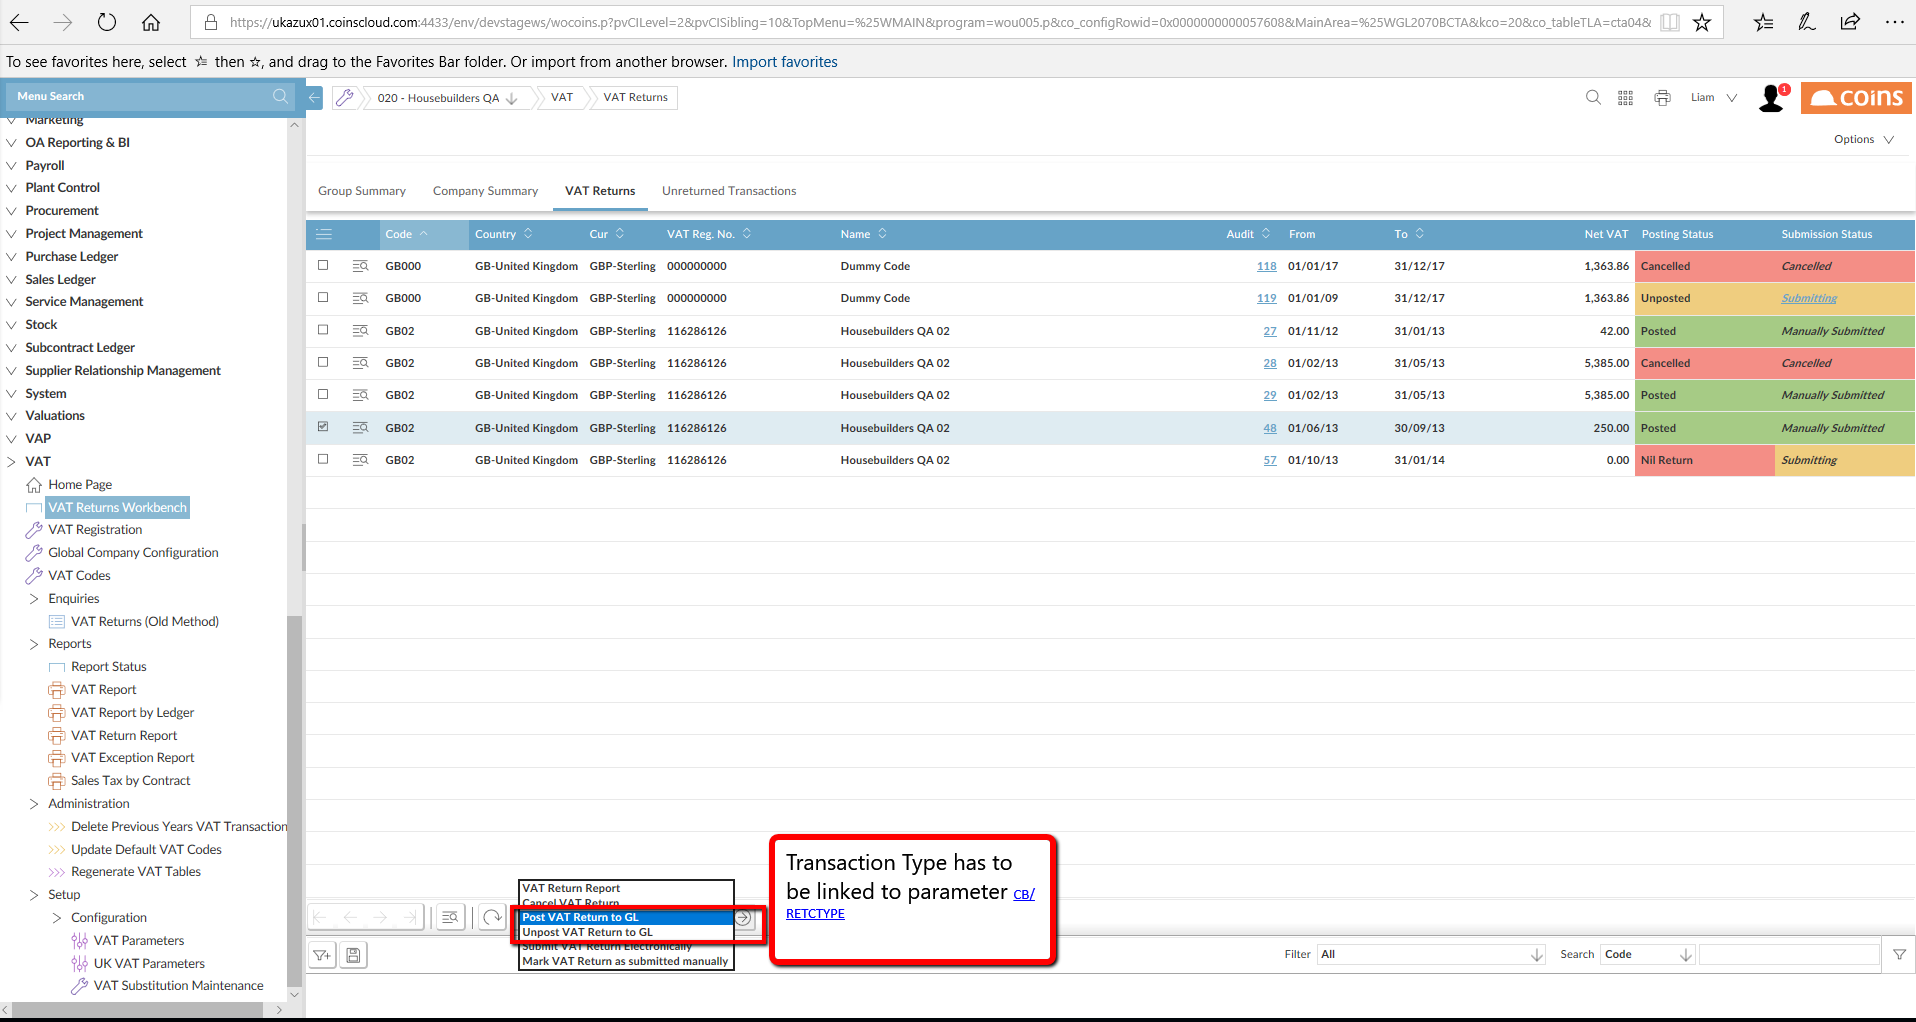 https://ukazux01.coinscloud.com:4433/env/devstagews/wocoins.p?pvCILevel=2&pvCISibling=10&TopMenu=%25WMAIN&program=wou005.p&co_configRowid=0x0000000000057608&MainArea=%25WGL2070BCTA&kco=20&co_tableTLA=cta04&
To see favorites here, select then , and drag to the Favorites Bar folder. Or import from another browser. Import favorites
Menu Search
020 - Housebuilders QA VAT VAT Returns
Liam 1 coins
Options
Marketing
OA Reporting & BI
Payroll
Plant Control
Procurement
Project Management
Purchase Ledger
Sales Ledger
Service Management
Stock
Subcontract Ledger
Supplier Relationship Management
System
Valuations
VAP
VAT
Home Page
VAT Returns Workbench
VAT Registration
Global Company Configuration
VAT Codes
Enquiries
VAT Returns (Old Method)
Reports
Report Status
VAT Report
VAT Report by Ledger
VAT Return Report
VAT Exception Report
Sales Tax by Contract
Administration
Delete Previous Years VAT Transaction
Update Default VAT Codes
Regenerate VAT Tables
Setup
Configuration
VAT Parameters
UK VAT Parameters
VAT Substitution Maintenance
Group Summary Company Summary VAT Returns Unreturned Transactions
Code Country Cur VAT Reg. No. Name Audit From To Net VAT Posting Status Submission Status
GB000 GB-United Kingdom GBP-Sterling 000000000 Dummy Code 118 01/01/17 31/12/17 1,363.86 Cancelled Cancelled
GB000 GB-United Kingdom GBP-Sterling 000000000 Dummy Code 119 01/01/09 31/12/17 1,363.86 Unposted Submitting
GB02 GB-United Kingdom GBP-Sterling 116286126 Housebuilders QA 02 27 01/11/12 31/01/13 42.00 Posted Manually Submitted
GB02 GB-United Kingdom GBP-Sterling 116286126 Housebuilders QA 02 28 01/02/13 31/05/13 5,385.00 Cancelled Cancelled
GB02 GB-United Kingdom GBP-Sterling 116286126 Housebuilders QA 02 29 01/02/13 31/05/13 5,385.00 Posted Manually Submitted
GB02 GB-United Kingdom GBP-Sterling 116286126 Housebuilders QA 02 48 01/06/13 30/09/13 250.00 Posted Manually Submitted
GB02 GB-United Kingdom GBP-Sterling 116286126 Housebuilders QA 02 57 01/10/13 31/01/14 0.00 Nil Return Submitting
VAT Return Report
Cancel VAT Return
Post VAT Return to GL
Unpost VAT Return to GL
Submit VAT Return Electronically
Mark VAT Return as submitted manually
Transaction Type has to
be linked to parameter CB/
RETCTYPE
Filter All Search Code